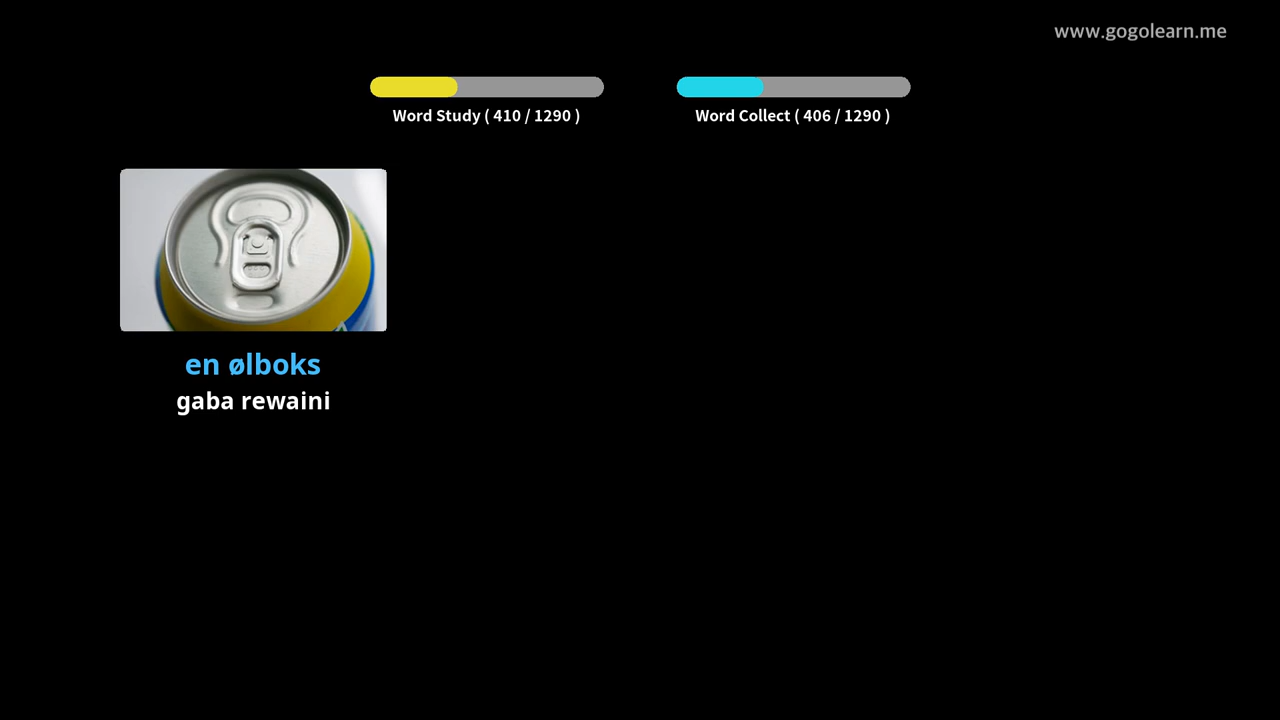 www.gogolearn.me
Word Study ( 410 / 1290 )
Word Collect ( 406 / 1290 )
en ølboks
gaba rewaini